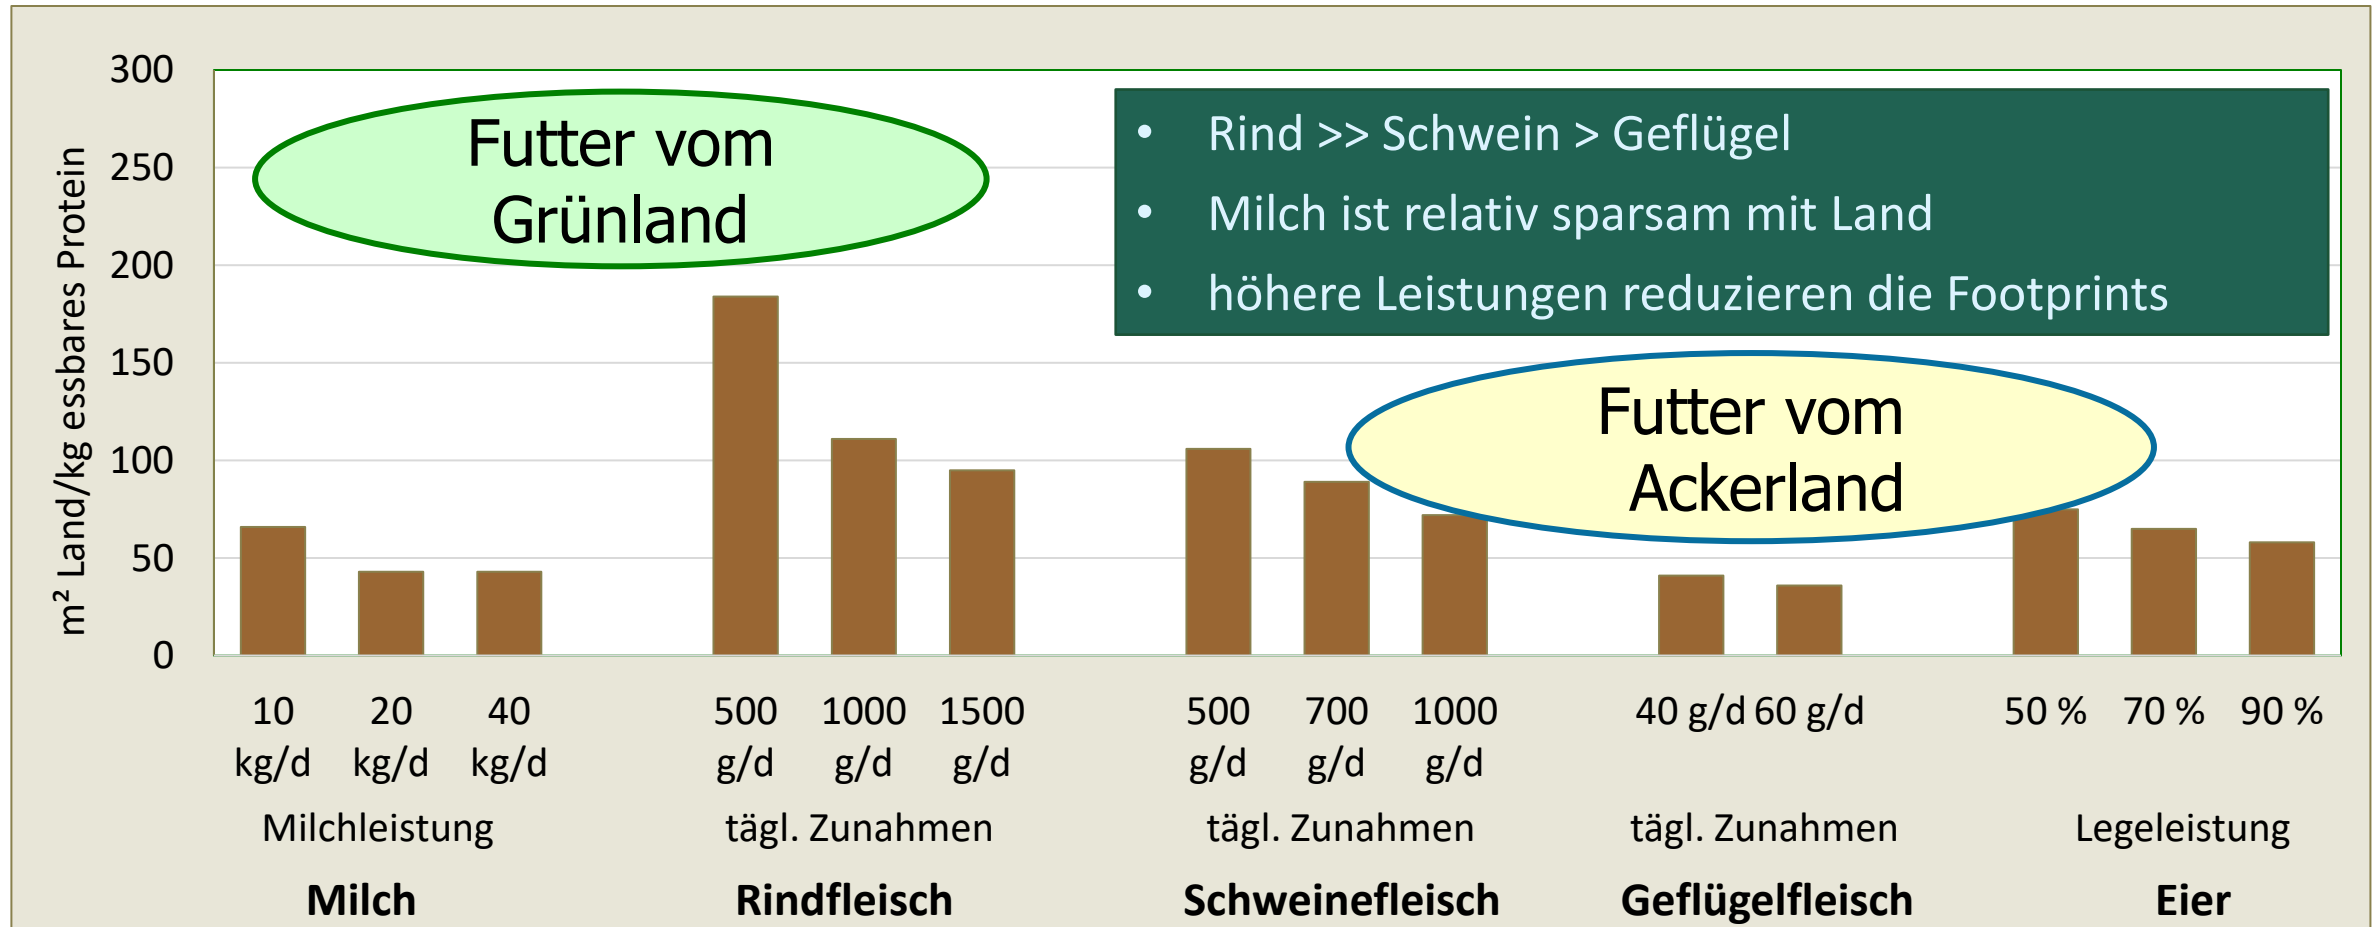 300
250
200
150
100
50
0
m² Land/kg essbares Protein
Futter vom
Grünland
• Rind >> Schwein > Geflügel
• Milch ist relativ sparsam mit Land
• höhere Leistungen reduzieren die Footprints
Futter vom
Ackerland
10 20 40 500 1000 1500 500 700 1000 40 g/d 60 g/d 50 % 70 % 90 %
kg/d kg/d kg/d g/d g/d g/d g/d g/d g/d
Milchleistung tägl. Zunahmen tägl. Zunahmen tägl. Zunahmen Legeleistung
Milch Rindfleisch Schweinefleisch Geflügelfleisch Eier